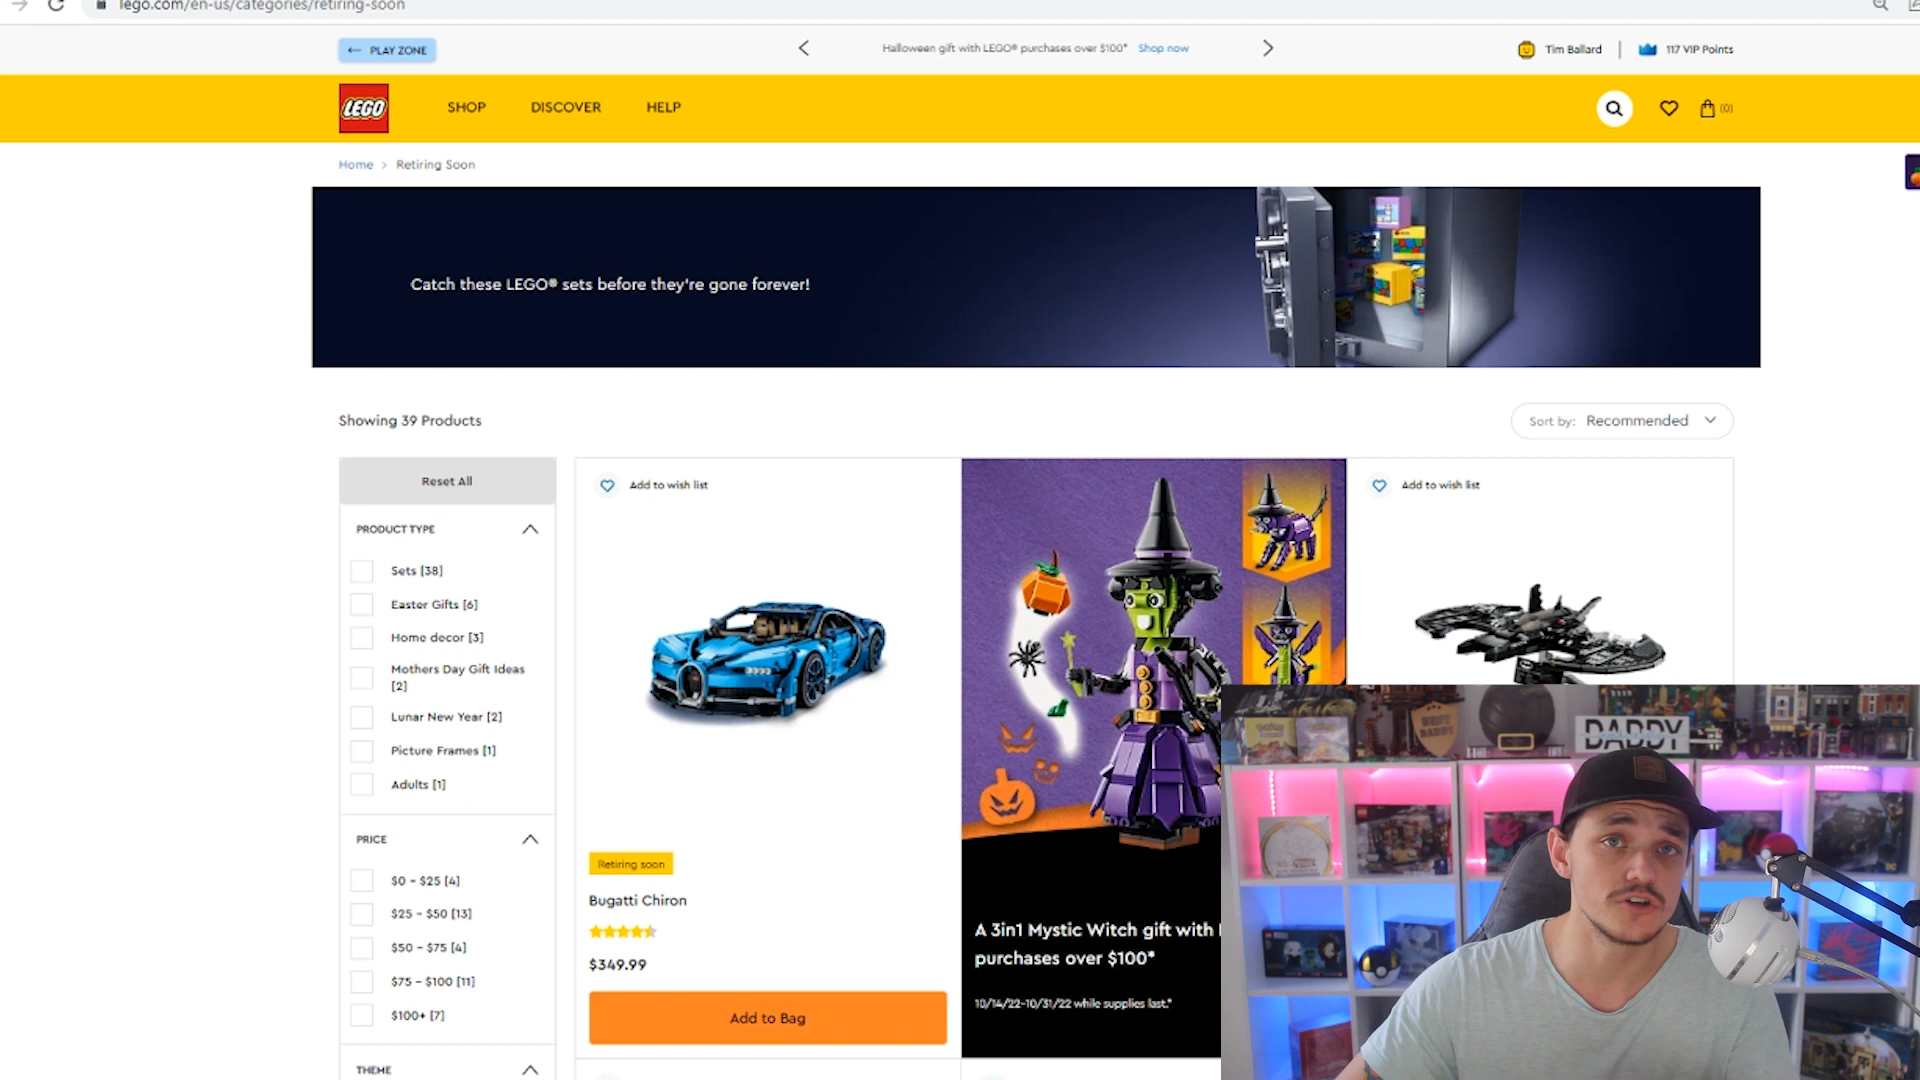 lego.com/en-us/categories/retiring-soon
PLAY ZONE
Halloween gift with LEGO® purchases over $100* Shop now
Tim Ballard
117 VIP Points
LEGO
SHOP
DISCOVER
HELP
(0)
Home > Retiring Soon
Catch these LEGO® sets before they're gone forever!
Showing 39 Products
Sort by: Recommended
Reset All
PRODUCT TYPE
Sets [38]
Easter Gifts [6]
Home decor [3]
Mothers Day Gift Ideas
[2]
Lunar New Year [2]
Picture Frames [1]
Adults [1]
PRICE
$0 - $25 [4]
$25 - $50 [13]
$50 - $75 [4]
$75 - $100 [11]
$100+ [7]
THEME
Add to wish list
Retiring soon
Bugatti Chiron
$349.99
Add to Bag
A 3in1 Mystic Witch gift with
purchases over $100*
10/14/22-10/31/22 while supplies last.*
Add to wish list
DADDY